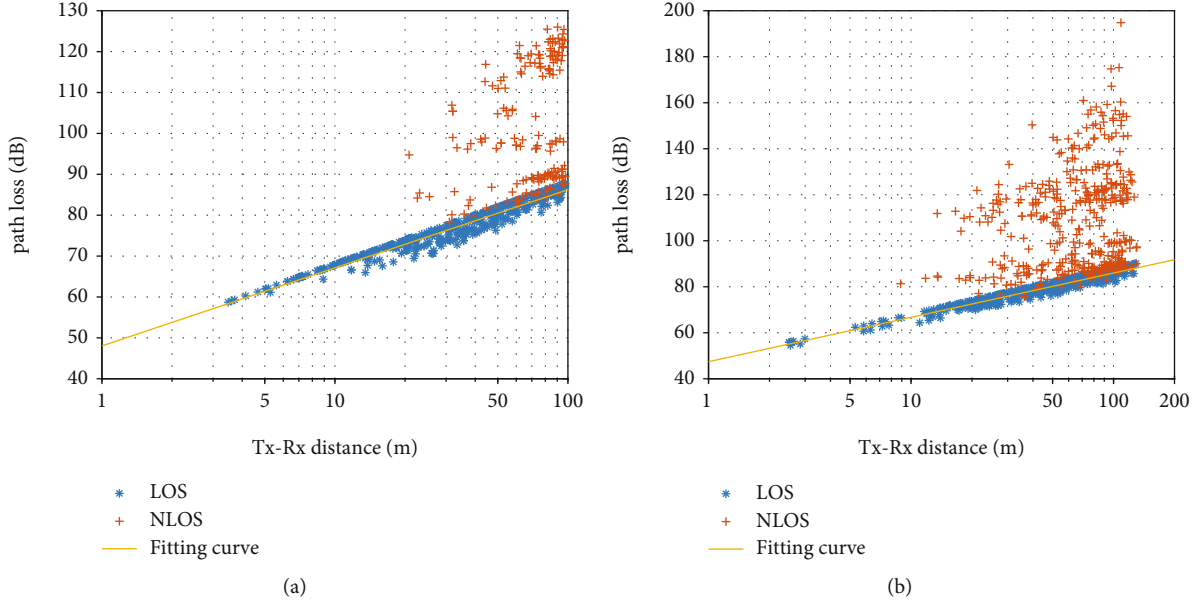 130
120
110
100
90
80
70
60
50
40
path loss (dB)
1
5
10
50
100
Tx-Rx distance (m)
LOS
NLOS
Fitting curve
(a)
200
180
160
140
120
100
80
60
40
path loss (dB)
1
5
10
50
100
200
Tx-Rx distance (m)
LOS
NLOS
Fitting curve
(b)